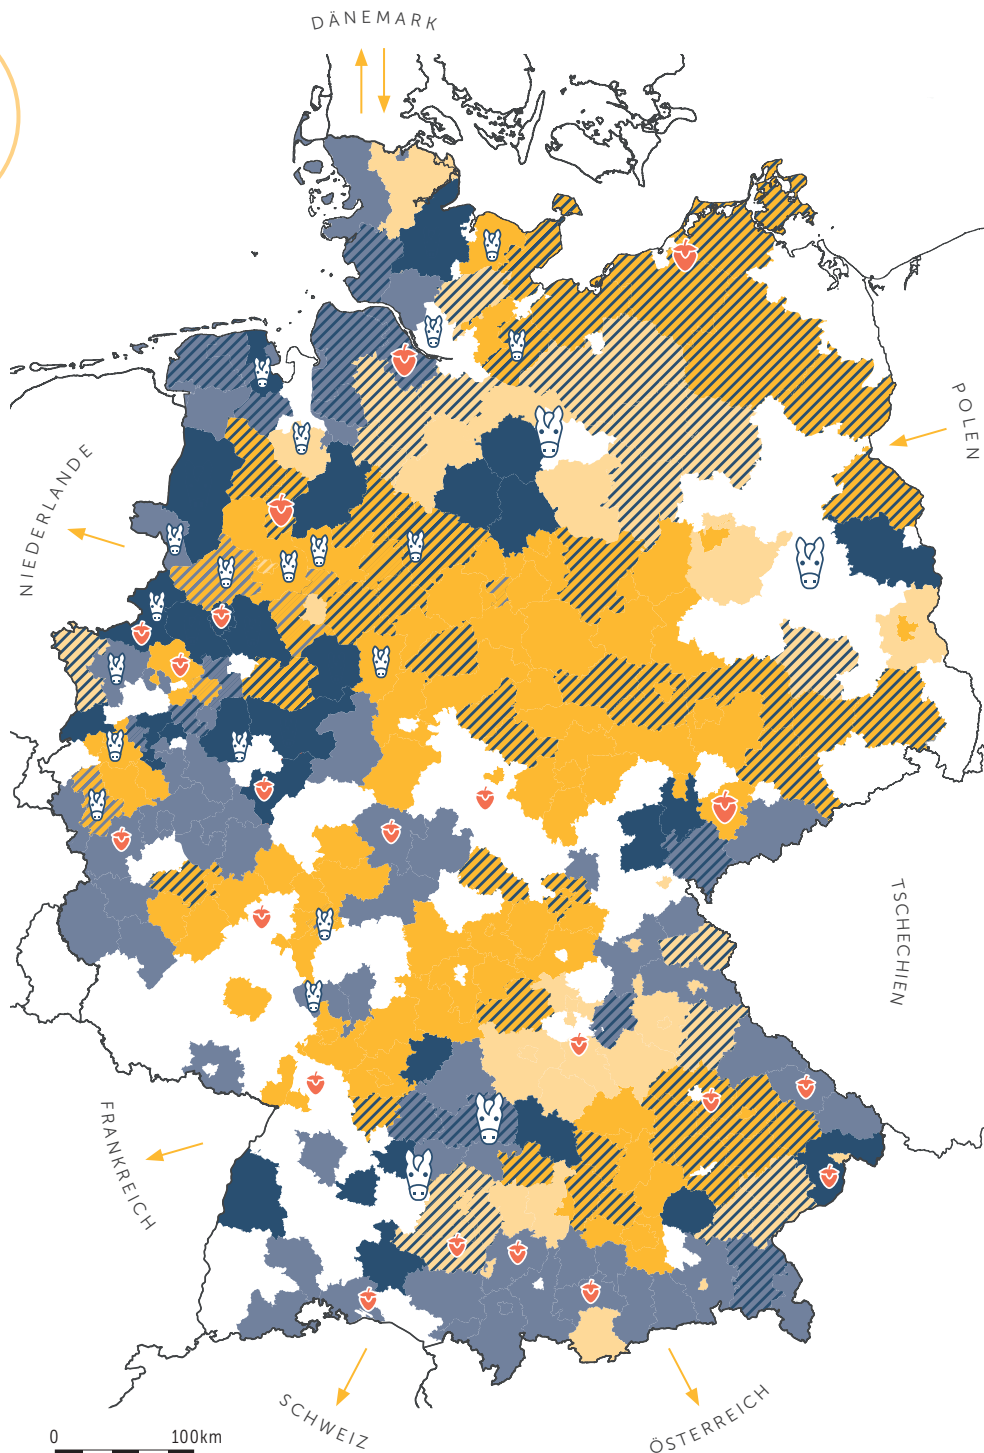 DÄNEMARK
POLEN
NIEDERLANDE
TSCHECHIEN
FRANKREICH
SCHWEIZ
ÖSTERREICH
0 100km